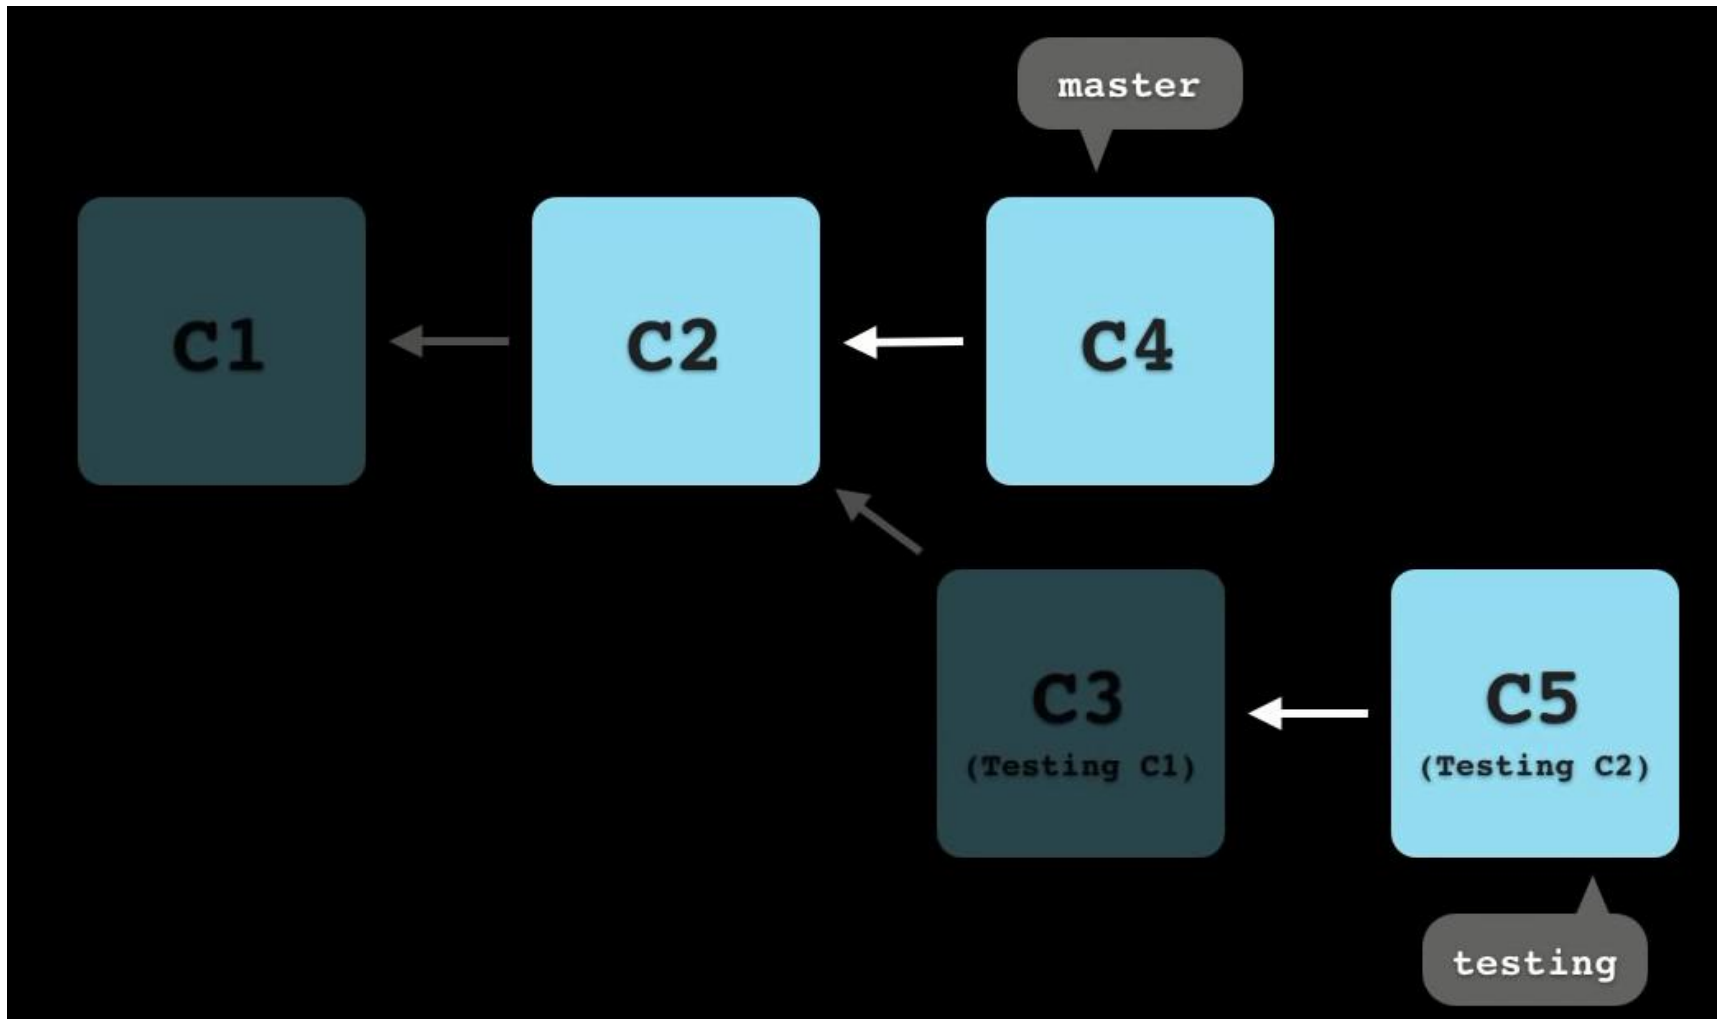 master
C1
C2
C4
C3
(Testing C1)
C5
(Testing C2)
testing